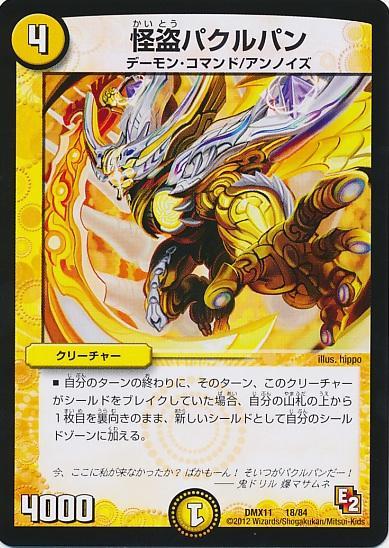 4
かいとう
怪盗パクルパン
デーモン・コマンド/アンノイズ
クリーチャー
illus. hippo
■ 自分のターンの終わりに、そのターン、このクリーチャー
がシールドをブレイクしていた場合、自分の山札の上から
1枚目を裏向きのまま、新しいシールドとして自分のシール
ドゾーンに加える。
今、ここに私が来なかったか? ばかもーん! そいつがパクルパンだー!
—— 鬼ドリル 爆マサムネ
4000
1
E2
DMX11 18/84
©2012 Wizards/Shogakukan/Mitsui-Kids